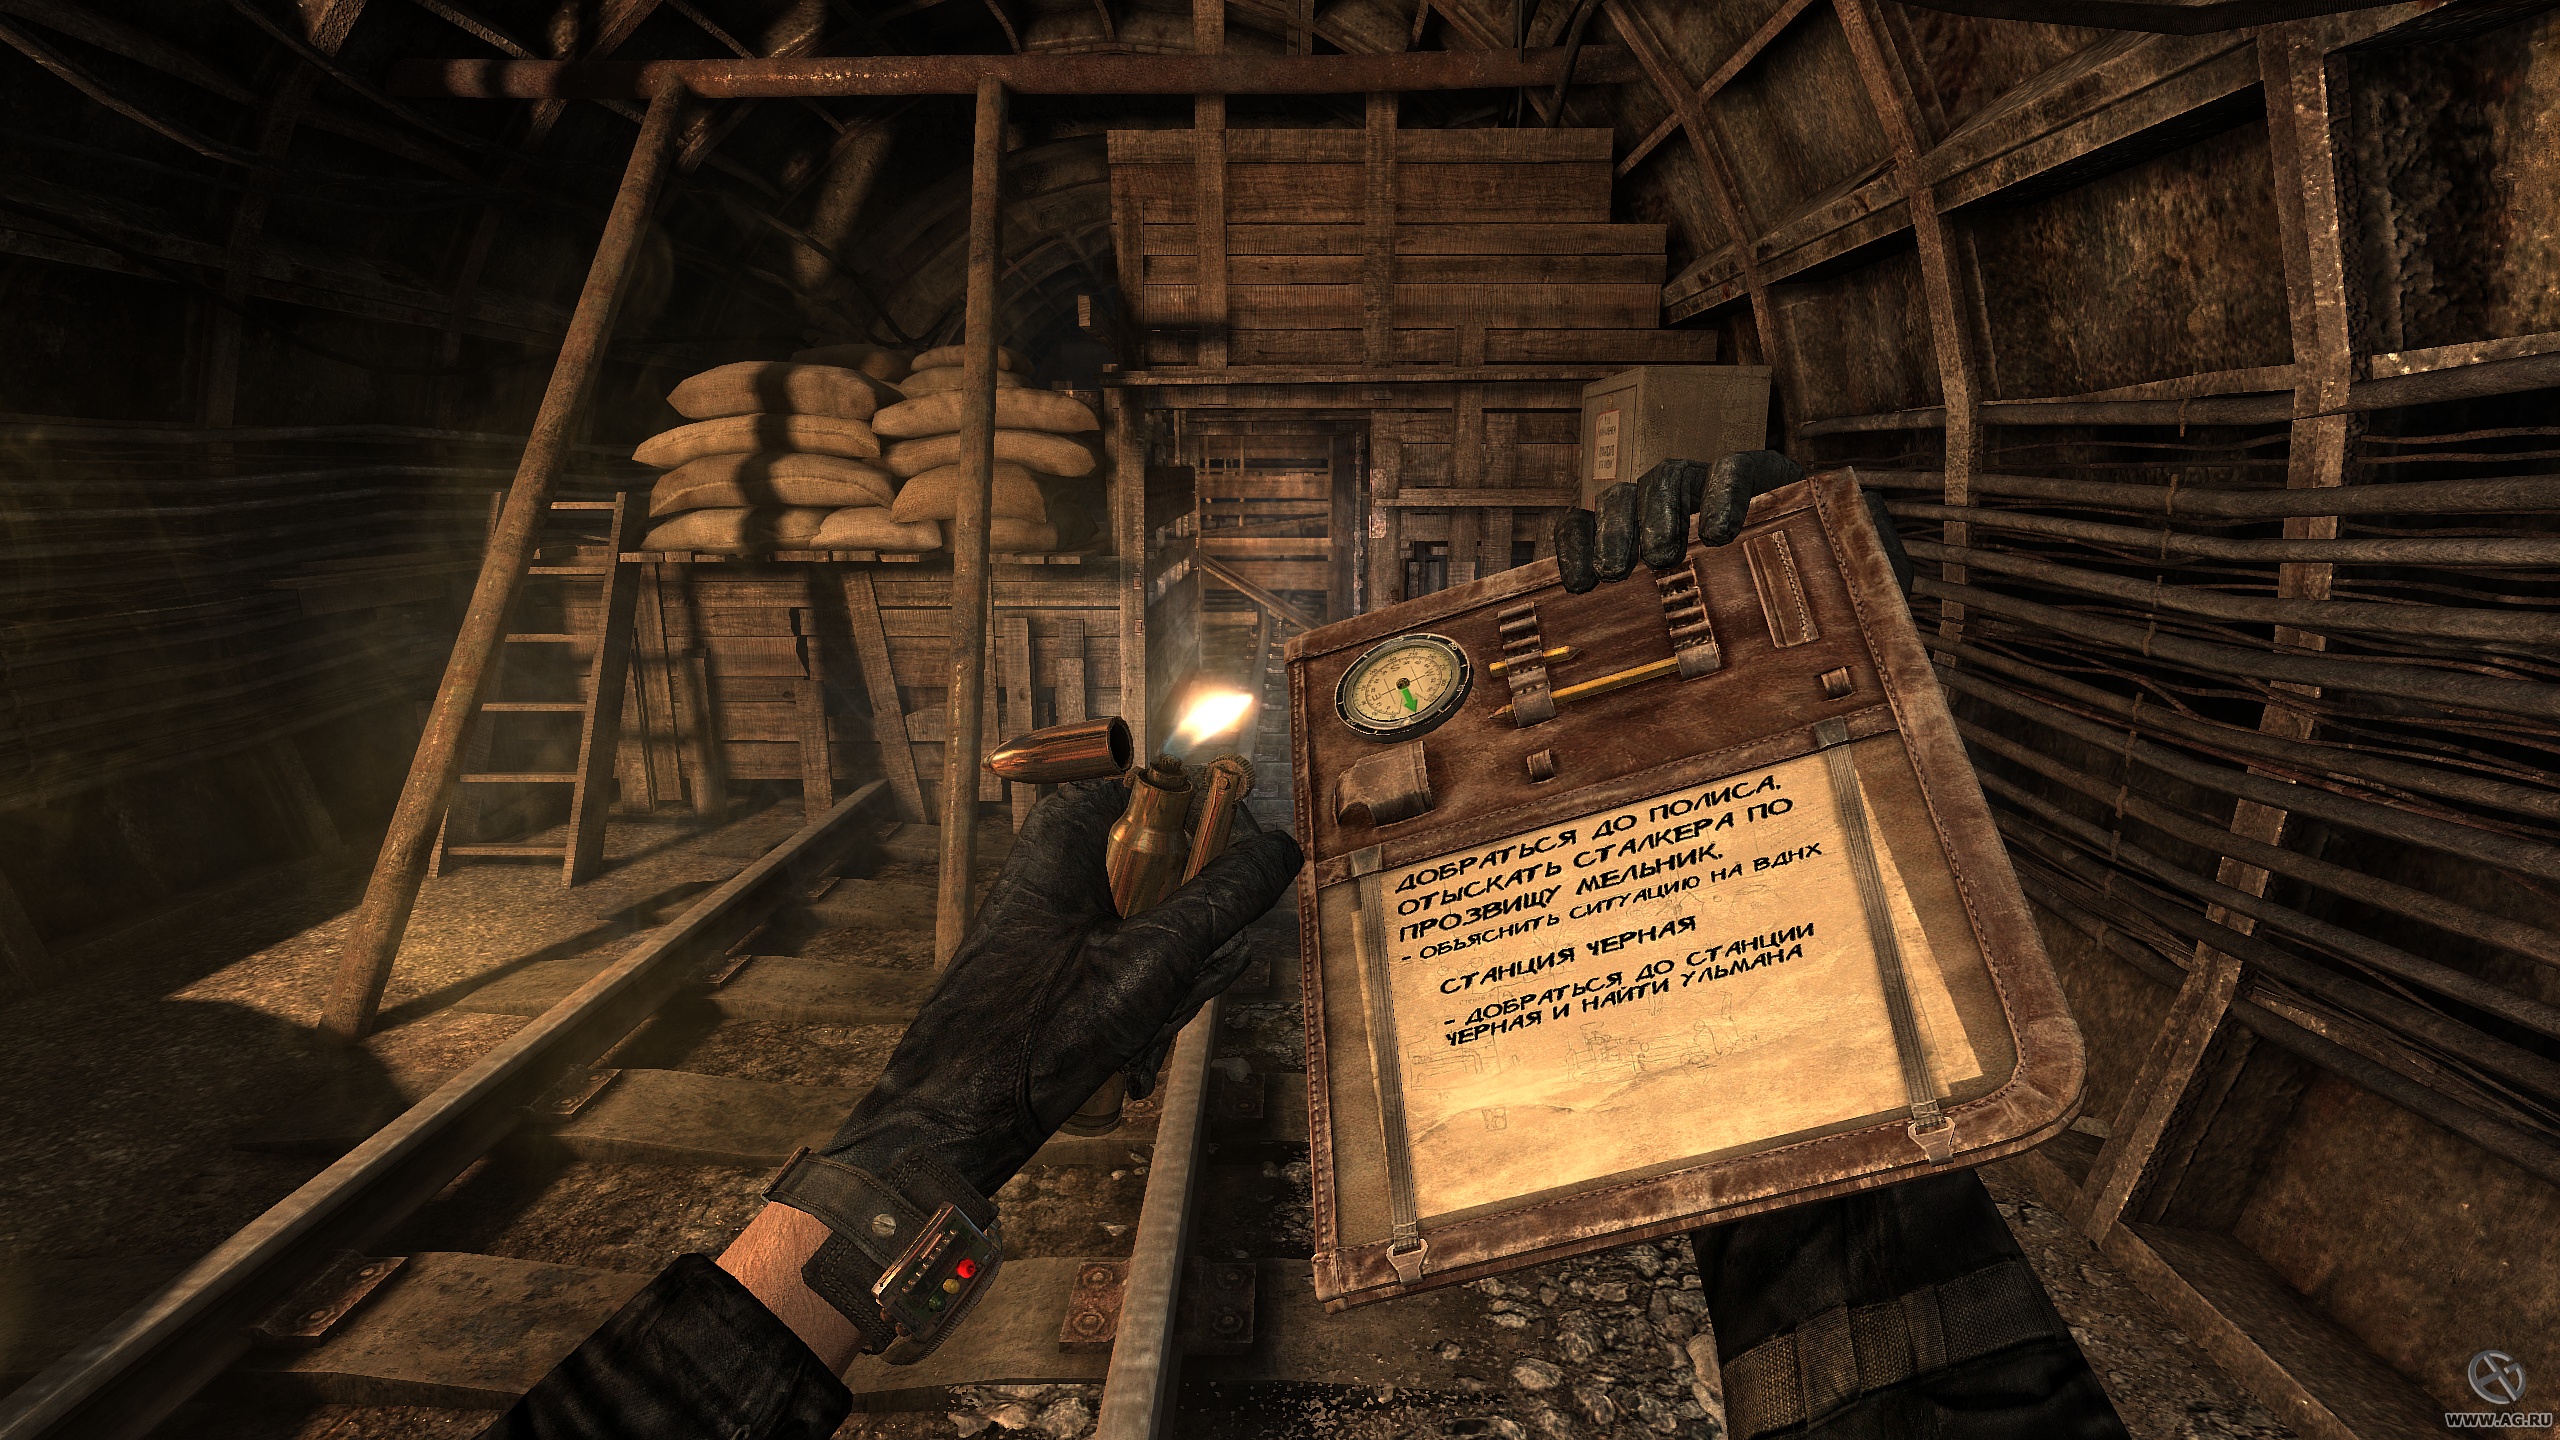 ДОБРАТЬСЯ ДО ПОЛИСА.
ОТЫСКАТЬ СТАЛКЕРА ПО
ПРОЗВИЩУ МЕЛЬНИК.
- ОБЪЯСНИТЬ СИТУАЦИЮ НА ВДНХ
СТАНЦИЯ ЧЕРНАЯ
- ДОБРАТЬСЯ ДО СТАНЦИИ
ЧЕРНАЯ И НАЙТИ УЛЬМАНА
WWW.AG.RU